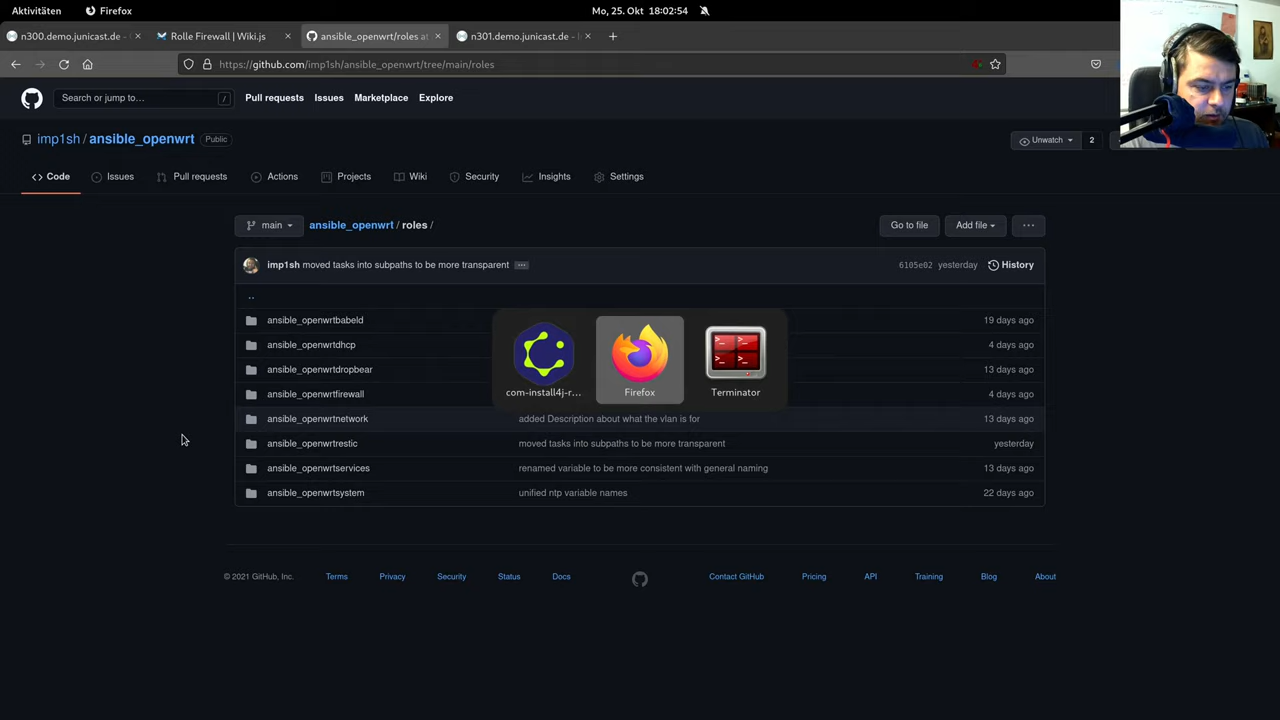 Aktivitäten Firefox Mo, 25. Okt 18:02:54
n300.demo.junicast.de - Rolle Firewall | Wiki.js ansible_openwrt/roles at n301.demo.junicast.de -
https://github.com/imp1sh/ansible_openwrt/tree/main/roles
Search or jump to… / Pull requests Issues Marketplace Explore
imp1sh / ansible_openwrt Public Unwatch 2
Code Issues Pull requests Actions Projects Wiki Security Insights Settings
main ansible_openwrt / roles / Go to file Add file ...
imp1sh moved tasks into subpaths to be more transparent ... 6105e02 yesterday History
..
ansible_openwrtbabeld 19 days ago
ansible_openwrtdhcp 4 days ago
ansible_openwrtdropbear 13 days ago
ansible_openwrtfirewall 4 days ago
com-install4j-r... Firefox Terminator
ansible_openwrtnetwork added Description about what the vlan is for 13 days ago
ansible_openwrtrestic moved tasks into subpaths to be more transparent yesterday
ansible_openwrtservices renamed variable to be more consistent with general naming 13 days ago
ansible_openwrtsystem unified ntp variable names 22 days ago
© 2021 GitHub, Inc. Terms Privacy Security Status Docs Contact GitHub Pricing API Training Blog About